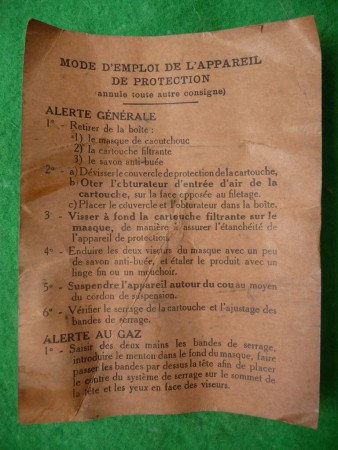 MODE D'EMPLOI DE L'APPAREIL
DE PROTECTION
(annule toute autre consigne)
ALERTE GÉNÉRALE
1° - Retirer de la boîte :
1) le masque de caoutchouc
2) la cartouche filtrante
3) le savon anti-buée
2° - a) Dévisser le couvercle de protection de la cartouche,
b) Oter l'obturateur d'entrée d'air de la
cartouche, sur la face opposée au filetage.
c) Placer le couvercle et l'obturateur dans la boîte.
3 - Visser à fond la cartouche filtrante sur le
masque, de manière à assurer l'étanchéité de
l'appareil de protection.
4° - Enduire les deux viseurs du masque avec un peu
de savon anti-buée, et étaler le produit avec un
linge fin ou un mouchoir.
5° - Suspendre l'appareil autour du cou au moyen
du cordon de suspension.
6° - Vérifier le serrage de la cartouche et l'ajustage des
bandes de serrage.
ALERTE AU GAZ
1° - Saisir des deux mains les bandes de serrage,
introduire le menton dans le fond du masque, faire
passer les bandes par dessus la tête afin de placer
le centre du système de serrage sur le sommet de
la tête et les yeux en face des viseurs.